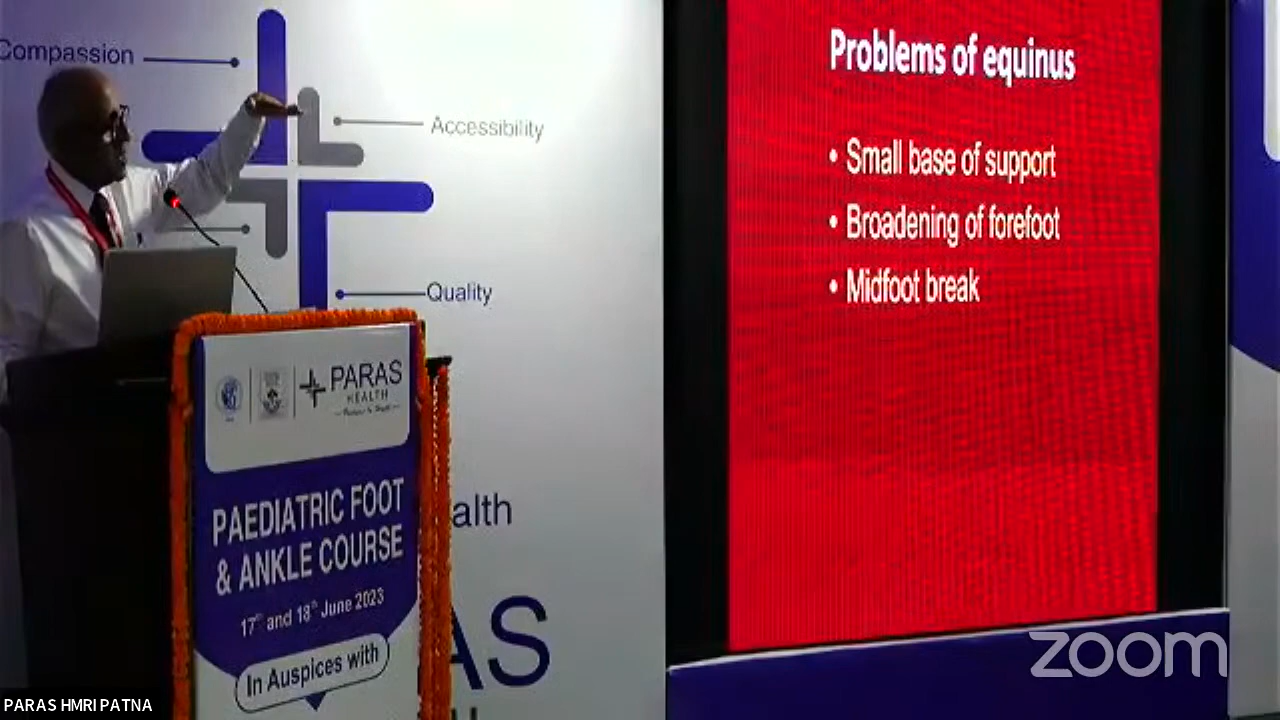 Compassion
Accessibility
Quality
Problems of equinus
• Small base of support
• Broadening of forefoot
• Midfoot break
PARAS
HEALTH
PAEDIATRIC FOOT
& ANKLE COURSE
17th and 18th June 2023
In Auspices with
alth
AS
zoom
PARAS HMRI PATNA